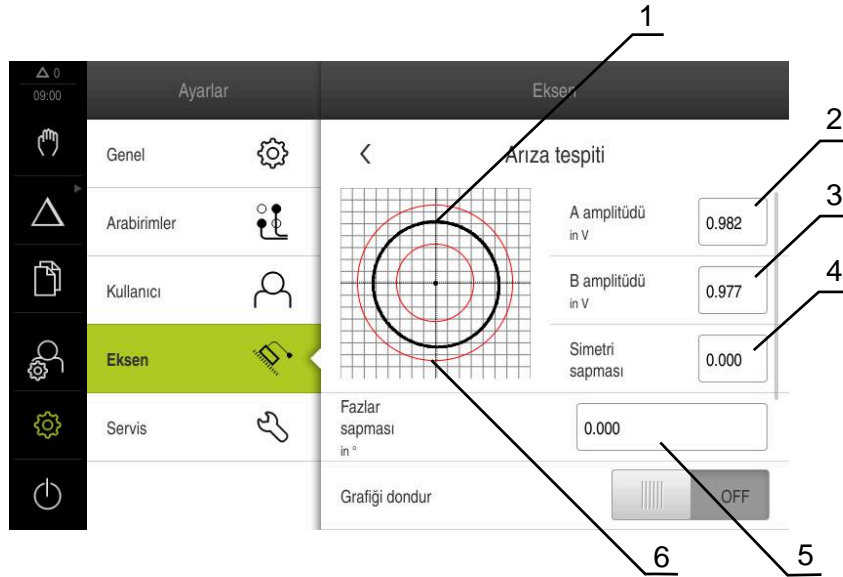 1
△ 0
09:00
Ayarlar
Eksen
Genel
Arabirimler
Kullanıcı
Eksen
Servis
Arıza tespiti
A amplitüdü
in V
0.982
2
B amplitüdü
in V
0.977
3
Simetri
sapması
0.000
4
Fazlar
sapması
in °
0.000
Grafiği dondur
OFF
6
5